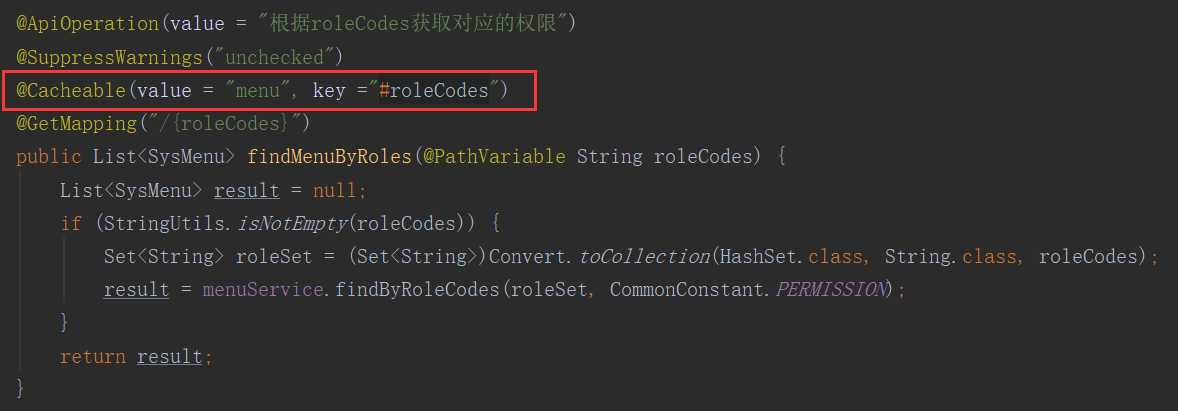 @ApiOperation(value = "根据roleCodes获取对应的权限")
@SuppressWarnings("unchecked")
@Cacheable(value = "menu", key ="#roleCodes")
@GetMapping("/{roleCodes}")
public List<SysMenu> findMenuByRoles(@PathVariable String roleCodes) {
    List<SysMenu> result = null;
    if (StringUtils.isNotEmpty(roleCodes)) {
        Set<String> roleSet = (Set<String>)Convert.toCollection(HashSet.class, String.class, roleCodes);
        result = menuService.findByRoleCodes(roleSet, CommonConstant.PERMISSION);
    }
    return result;
}